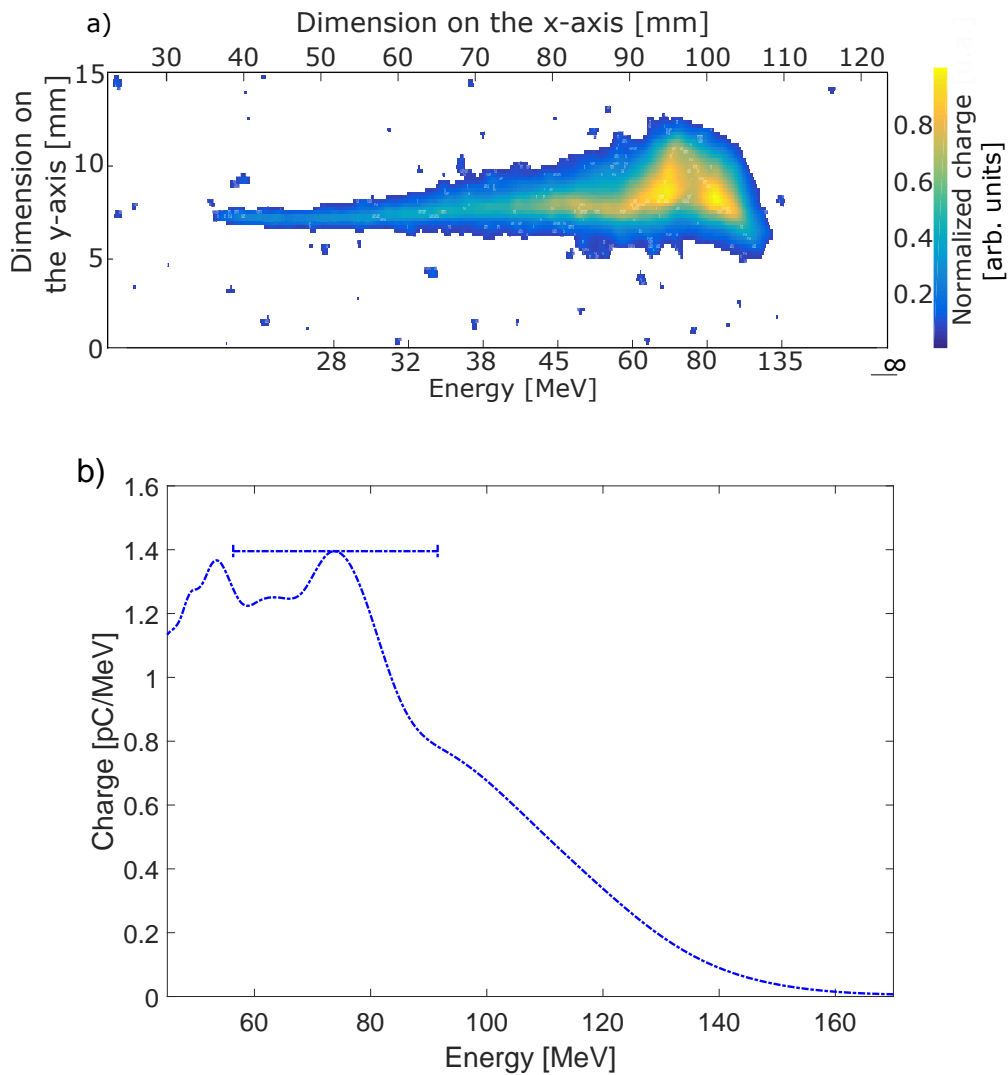 a)
Dimension on the x-axis [mm]
30 40 50 60 70 80 90 100 110 120
15
10
5
0
Dimension on
the y-axis [mm]
28 32 38 45 60 80 135 ∞
Energy [MeV]
0.8
0.6
0.4
0.2
Normalized charge
[arb. units]
b)
1.6
1.4
1.2
1
0.8
0.6
0.4
0.2
0
Charge [pC/MeV]
60 80 100 120 140 160
Energy [MeV]